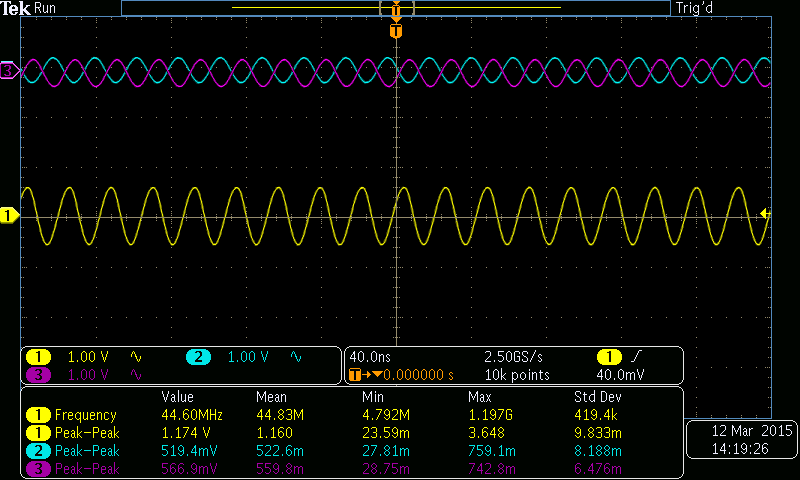 Tek Run Trig'd
T
T
3
1
1 1.00 V 2 1.00 V
3 1.00 V
40.0ns 2.50GS/s 1
T→▼0.000000 s 10k points 40.0mV
Value Mean Min Max Std Dev
1 Frequency 44.60MHz 44.83M 4.792M 1.197G 419.4k
1 Peak-Peak 1.174 V 1.160 23.59m 3.648 9.833m
2 Peak-Peak 519.4mV 522.6m 27.81m 759.1m 8.188m
3 Peak-Peak 566.9mV 559.8m 28.75m 742.8m 6.476m
12 Mar 2015
14:19:26